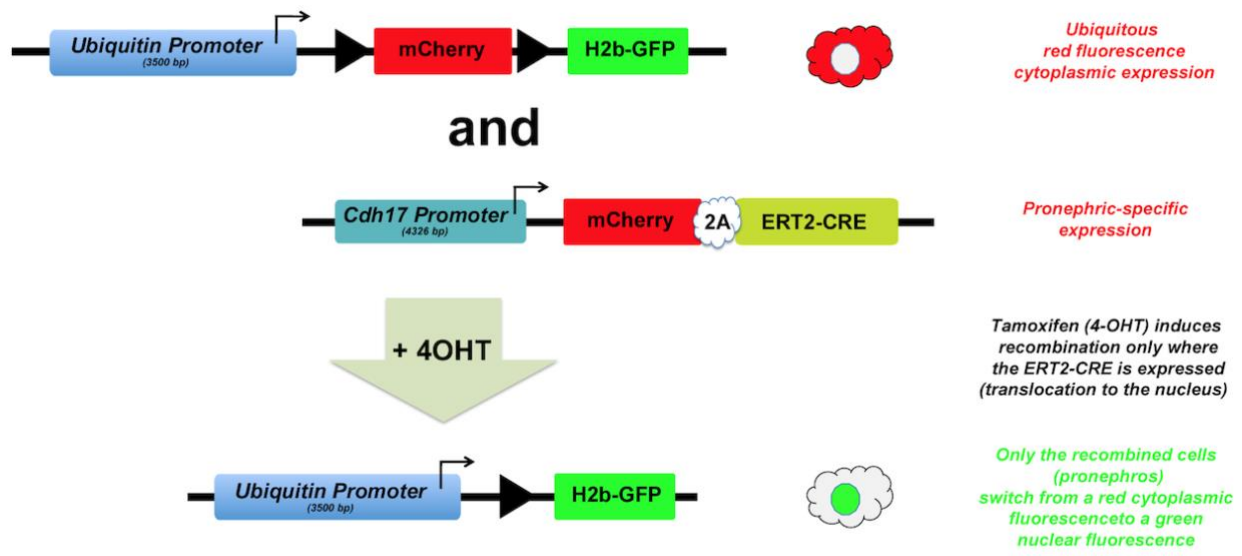 Ubiquitin Promoter
(3500 bp)
mCherry
H2b-GFP
Ubiquitous
red fluorescence
cytoplasmic expression
and
Cdh17 Promoter
(4326 bp)
mCherry
2A
ERT2-CRE
Pronephric-specific
expression
+ 4OHT
Tamoxifen (4-OHT) induces
recombination only where
the ERT2-CRE is expressed
(translocation to the nucleus)
Ubiquitin Promoter
(3500 bp)
H2b-GFP
Only the recombined cells
(pronephros)
switch from a red cytoplasmic
fluorescenceto a green
nuclear fluorescence